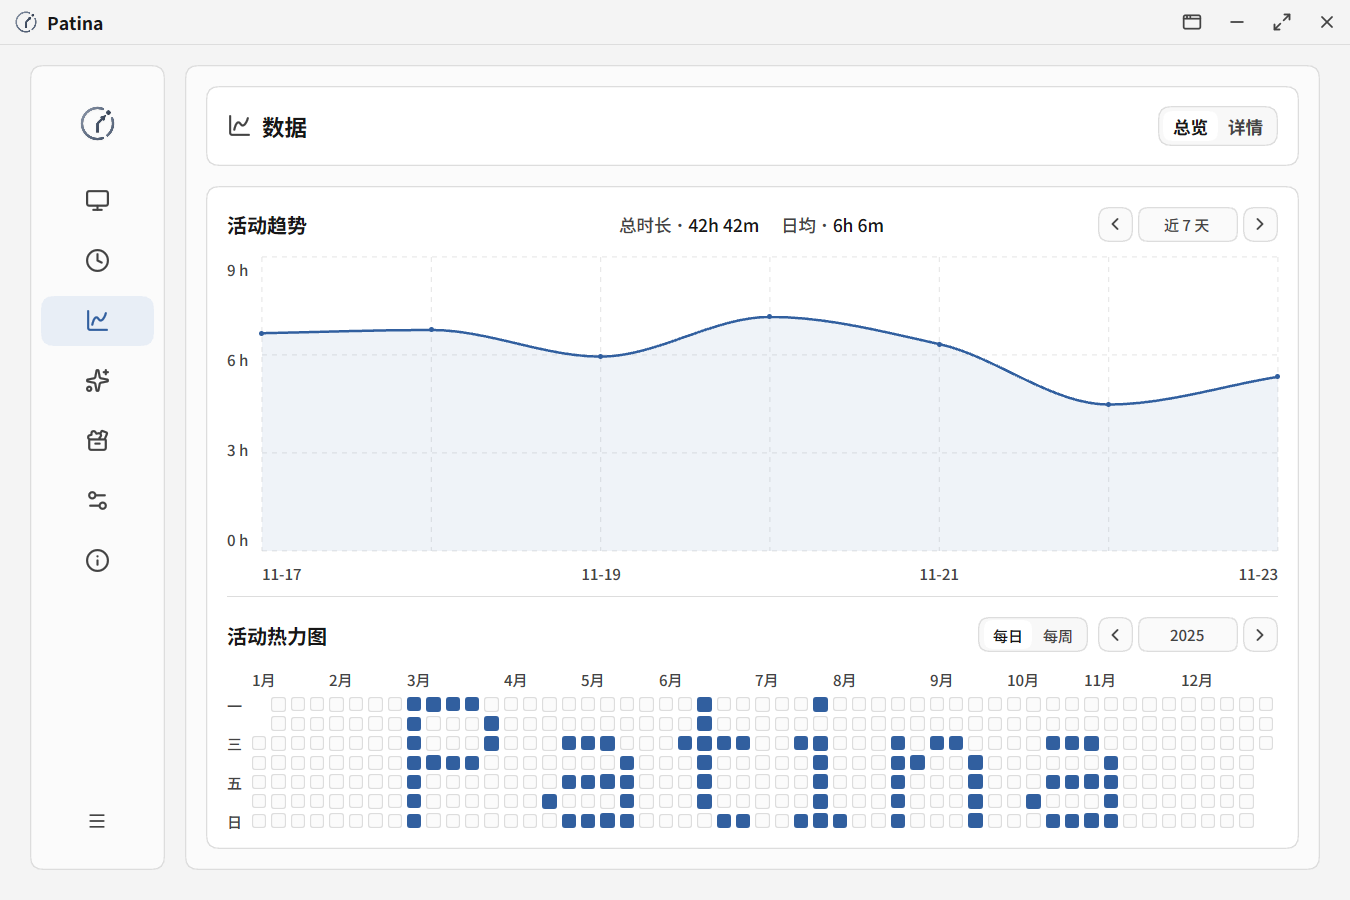 Patina
数据
总览 详情
活动趋势
总时长 · 42h 42m 日均 · 6h 6m
近 7 天
9 h
6 h
3 h
0 h
11-17 11-19 11-21 11-23
活动热力图
每日 每周
2025
1月 2月 3月 4月 5月 6月 7月 8月 9月 10月 11月 12月
一
三
五
日
Patina